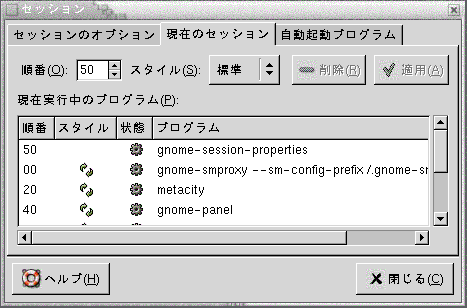 セッション
セッションのオプション 現在のセッション 自動起動プログラム
順番(O): 50 スタイル(S): 標準 削除(R) 適用(A)
現在実行中のプログラム(P):
順番 スタイル 状態 プログラム
50 gnome-session-properties
00 gnome-smproxy --sm-config-prefix /.gnome-sm
20 metacity
40 gnome-panel
ヘルプ(H) 閉じる(C)